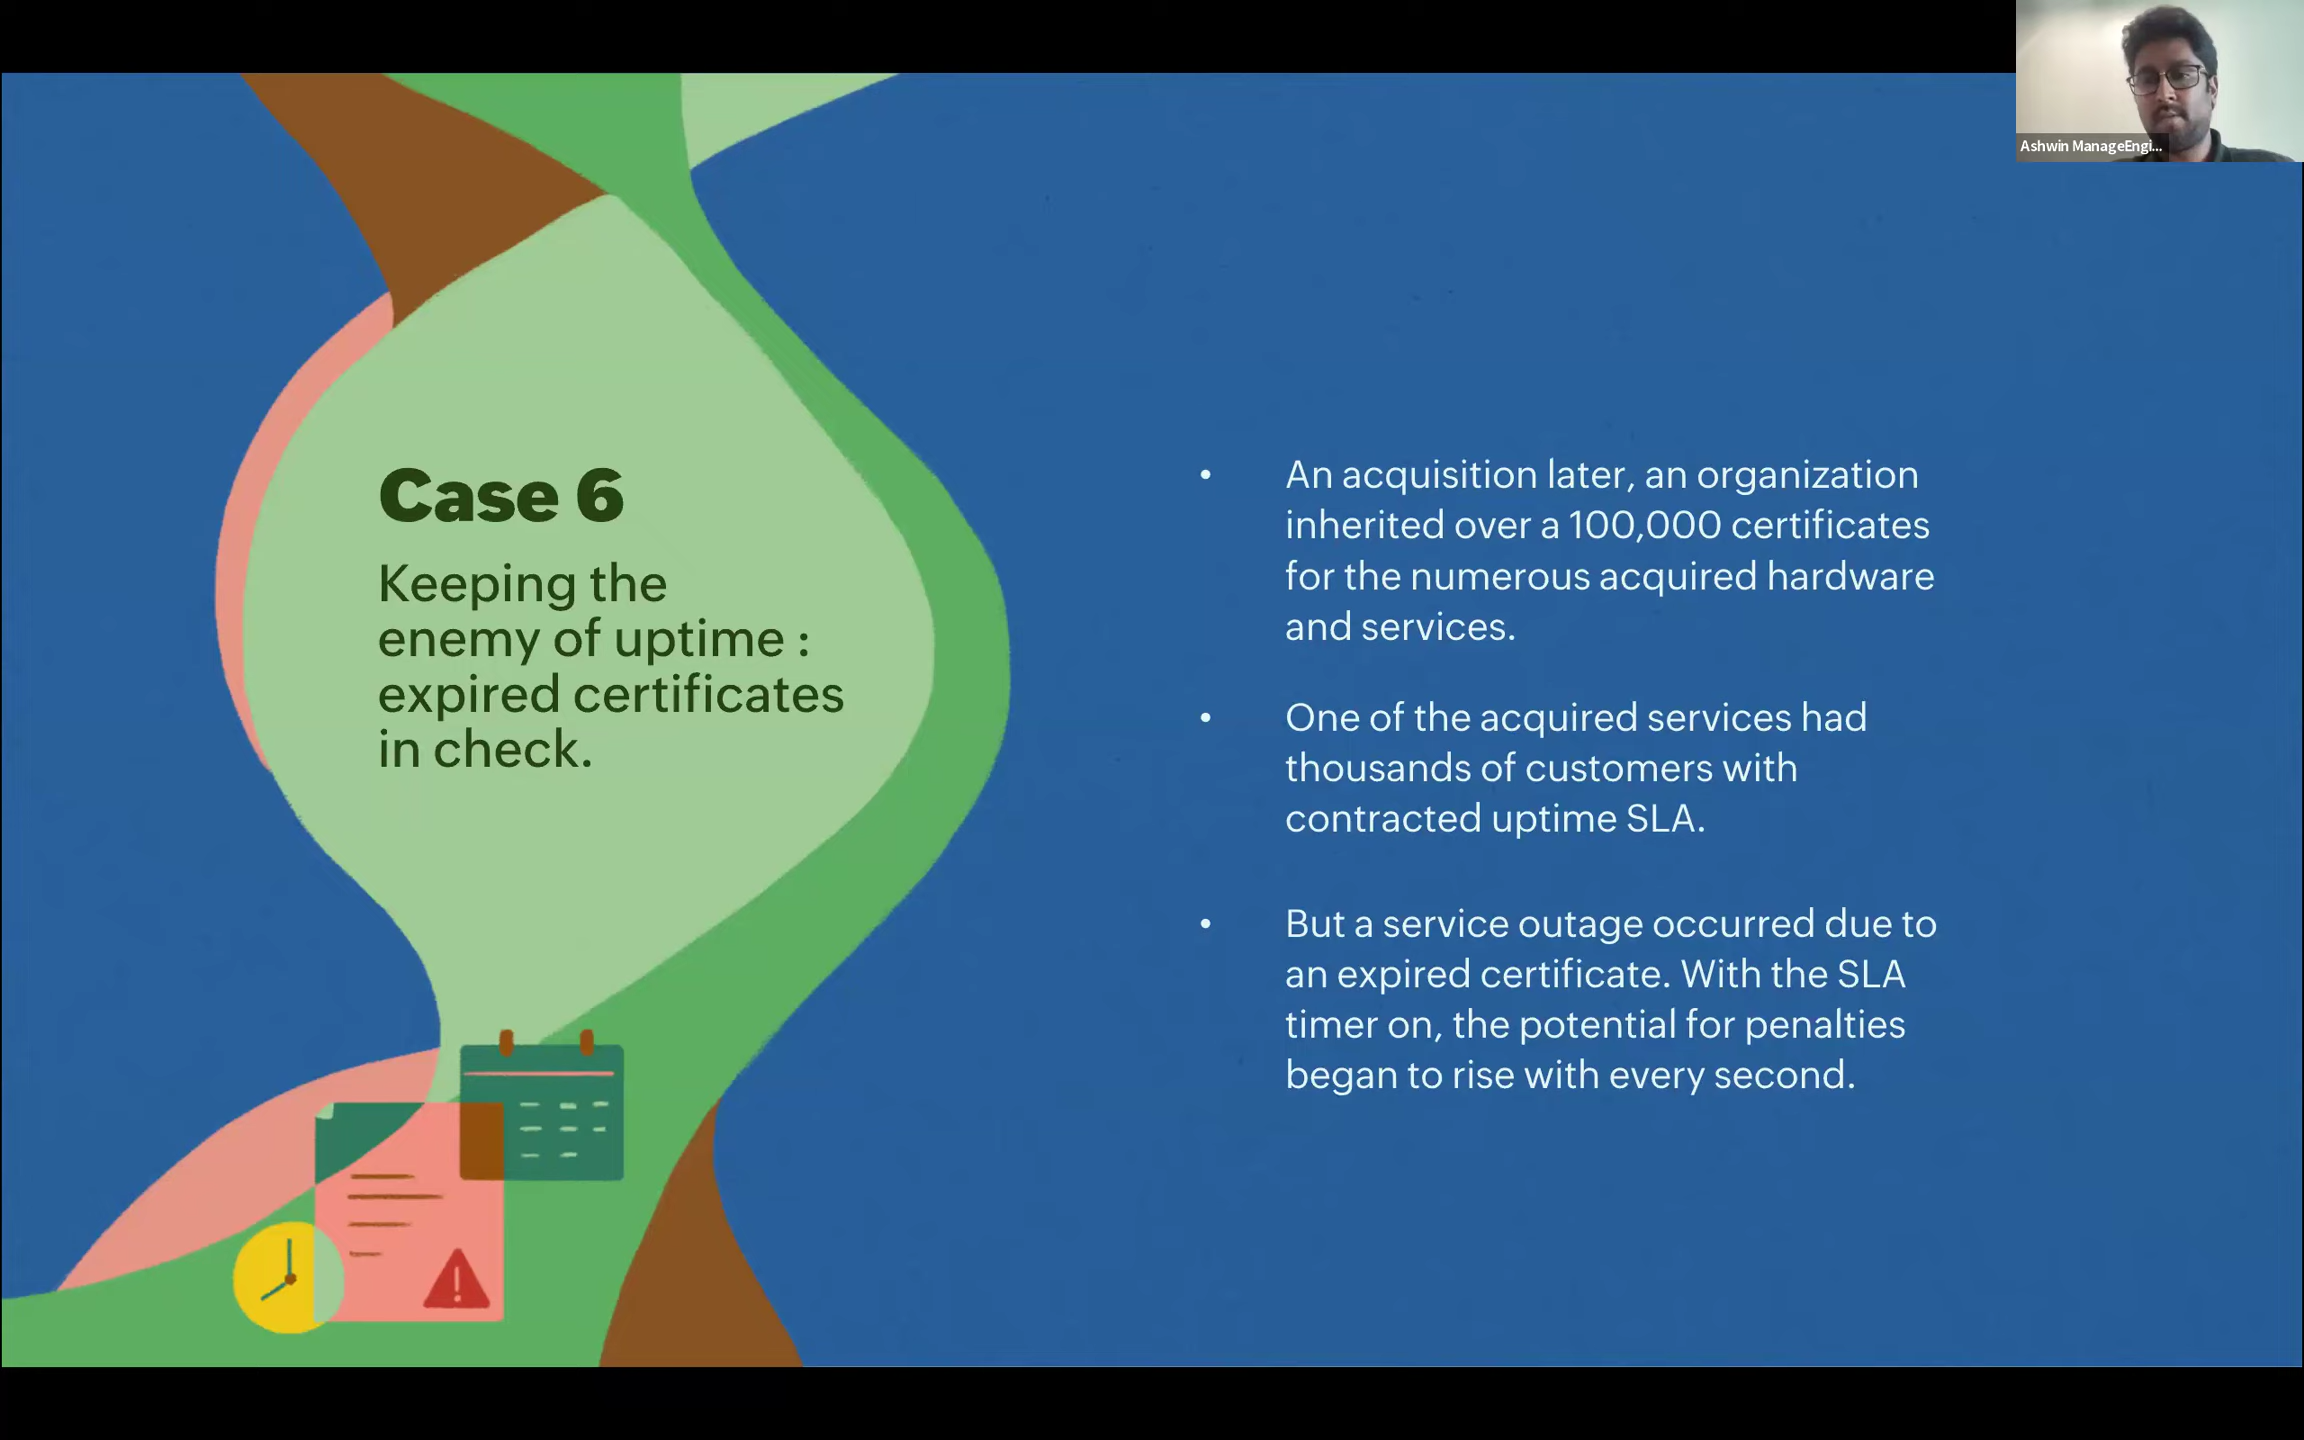 Ashwin ManageEngi...
Case 6
Keeping the
enemy of uptime :
expired certificates
in check.
• An acquisition later, an organization
inherited over a 100,000 certificates
for the numerous acquired hardware
and services.
• One of the acquired services had
thousands of customers with
contracted uptime SLA.
• But a service outage occurred due to
an expired certificate. With the SLA
timer on, the potential for penalties
began to rise with every second.